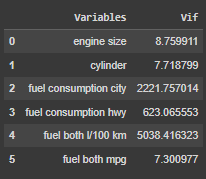 Variables Vif
0 engine size 8.759911
1 cylinder 7.718799
2 fuel consumption city 2221.757014
3 fuel consumption hwy 623.065553
4 fuel both l/100 km 5038.416323
5 fuel both mpg 7.300977